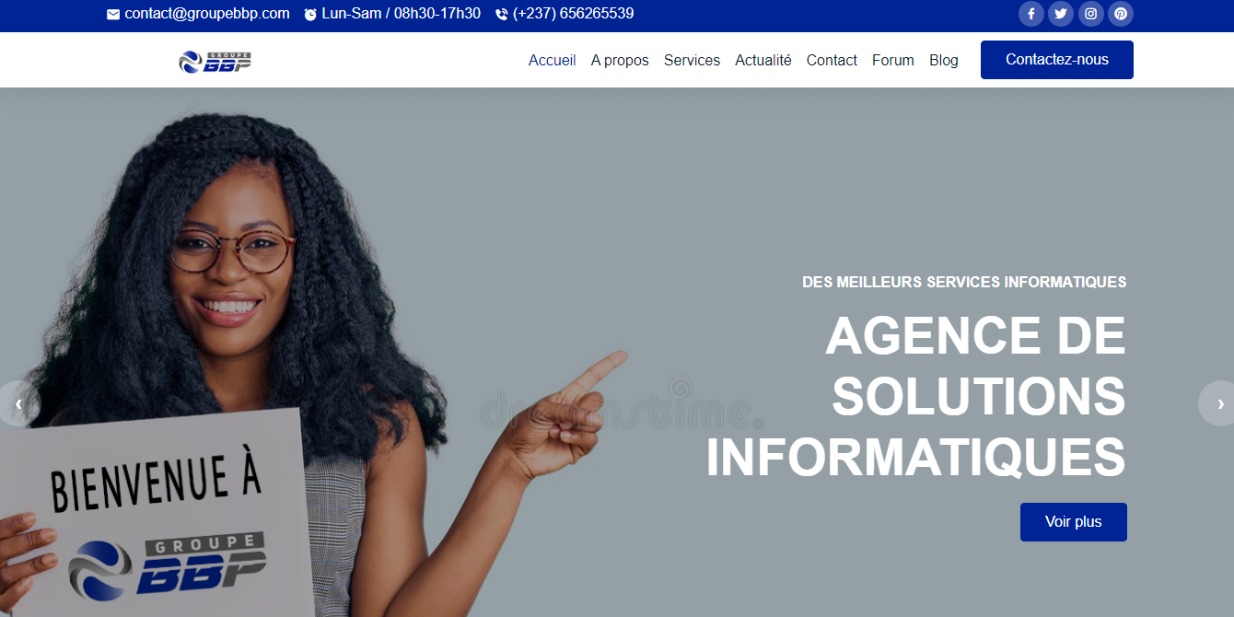 contact@groupebbp.com Lun-Sam / 08h30-17h30 (+237) 656265539
GROUPE
BBP
Accueil A propos Services Actualité Contact Forum Blog Contactez-nous
DES MEILLEURS SERVICES INFORMATIQUES
AGENCE DE
SOLUTIONS
INFORMATIQUES
Voir plus
dreamstime.
BIENVENUE À
GROUPE
BBP